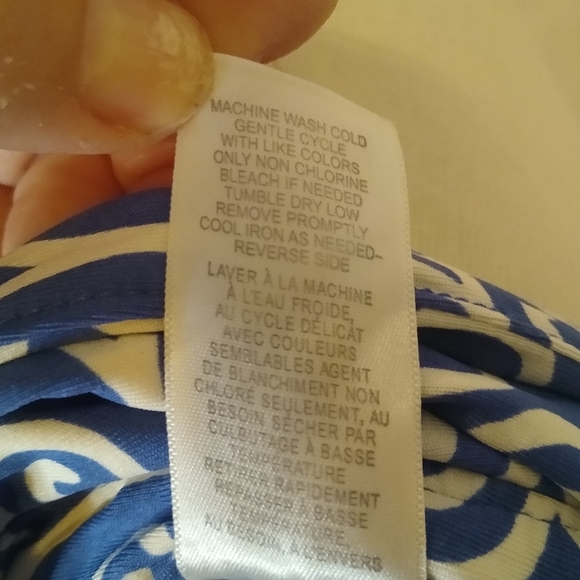 MACHINE WASH COLD
GENTLE CYCLE
WITH LIKE COLORS
ONLY NON CHLORINE
BLEACH IF NEEDED
TUMBLE DRY LOW
REMOVE PROMPTLY
COOL IRON AS NEEDED-
REVERSE SIDE
LAVER À LA MACHINE
À L'EAU FROIDE,
AU CYCLE DÉLICAT
AVEC COULEURS
SEMBLABLES AGENT
DE BLANCHIMENT NON
CHLORÉ SEULEMENT, AU
BESOIN SÉCHER PAR
CULBUTAGE À BASSE
TEMPÉRATURE
RETIRER RAPIDEMENT
REPASSER À BASSE
TEMPÉRATURE
AU BESOIN, À L'ENVERS